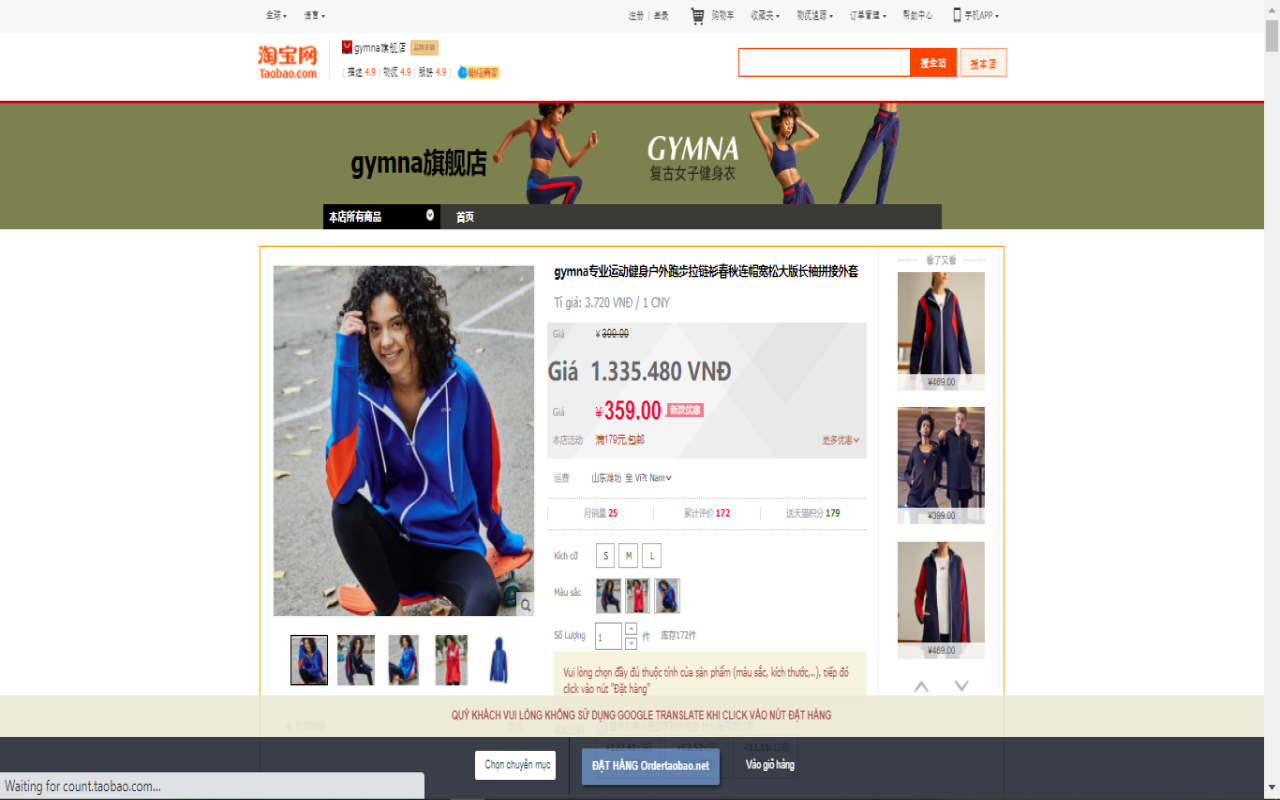 全球 语言 注册 | 登录 购物车 收藏夹 物流追踪 订单管理 帮助中心 手机APP
淘宝网
Taobao.com
gymna旗舰店
描述 4.9 物流 4.9 服务 4.9
搜全站 搜本店
gymna旗舰店
GYMNA
复古女子健身衣
本店所有商品 首页
gymna专业运动健身户外跑步拉链衫春秋连帽宽松大版长袖拼接外套
Tỉ giá: 3.720 VNĐ / 1 CNY
Giá ¥ 399.00
Giá 1.335.480 VNĐ
Giá ¥ 359.00 新款优惠
本店活动 满179元,包邮 更多优惠
运费 山东潍坊 至 Vi?t Nam
月销量 25 累计评价 172 送天猫积分 179
Kích cỡ S M L
Màu sắc
Số Lượng 1 件 库存172件
Vui lòng chọn đầy đủ thuộc tính của sản phẩm (màu sắc, kích thước,..), tiếp đó
click vào nút "Đặt hàng"
看了又看
¥469.00
¥399.00
¥469.00
QUÝ KHÁCH VUI LÒNG KHÔNG SỬ DỤNG GOOGLE TRANSLATE KHI CLICK VÀO NÚT ĐẶT HÀNG
Chọn chuyên mục ĐẶT HÀNG Ordertaobao.net Vào giỏ hàng
Waiting for count.taobao.com...